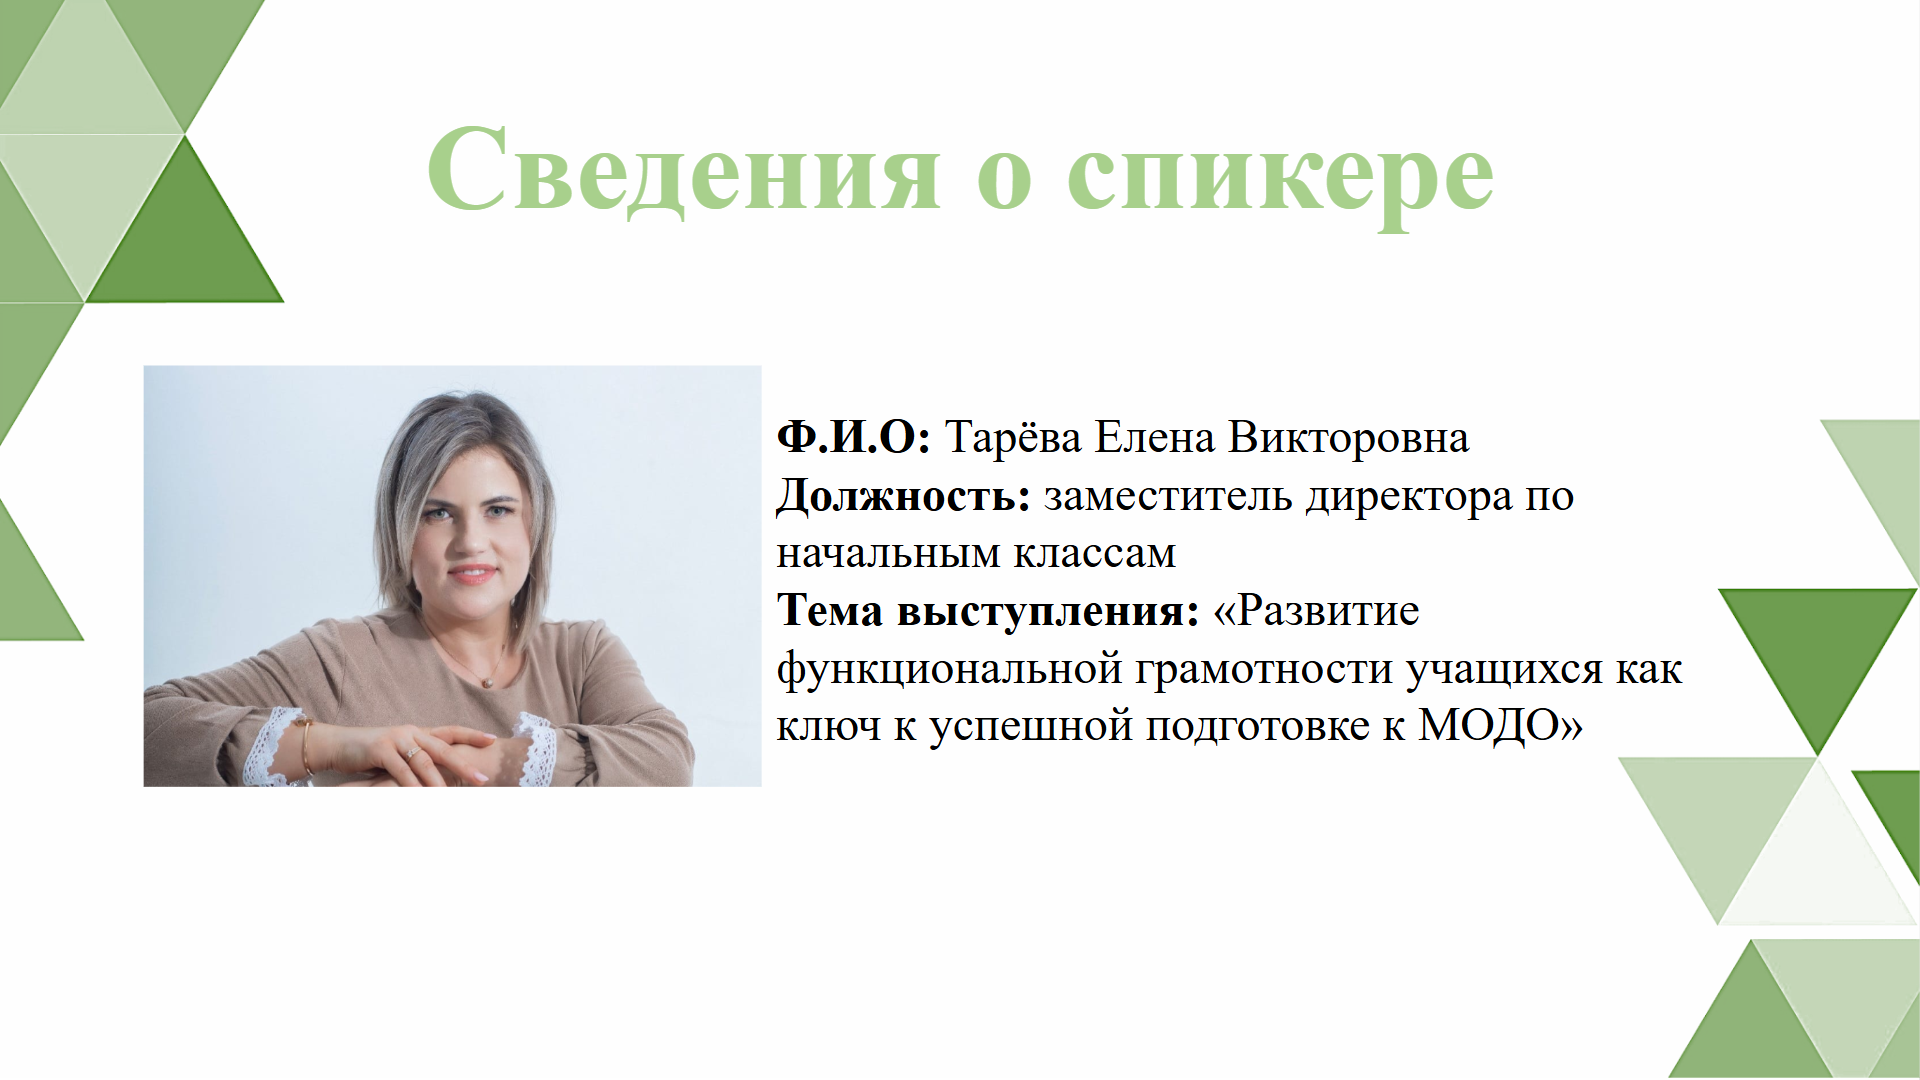 Сведения о спикере
Ф.И.О: Тарёва Елена Викторовна
Должность: заместитель директора по
начальным классам
Тема выступления: «Развитие
функциональной грамотности учащихся как
ключ к успешной подготовке к МОДО»